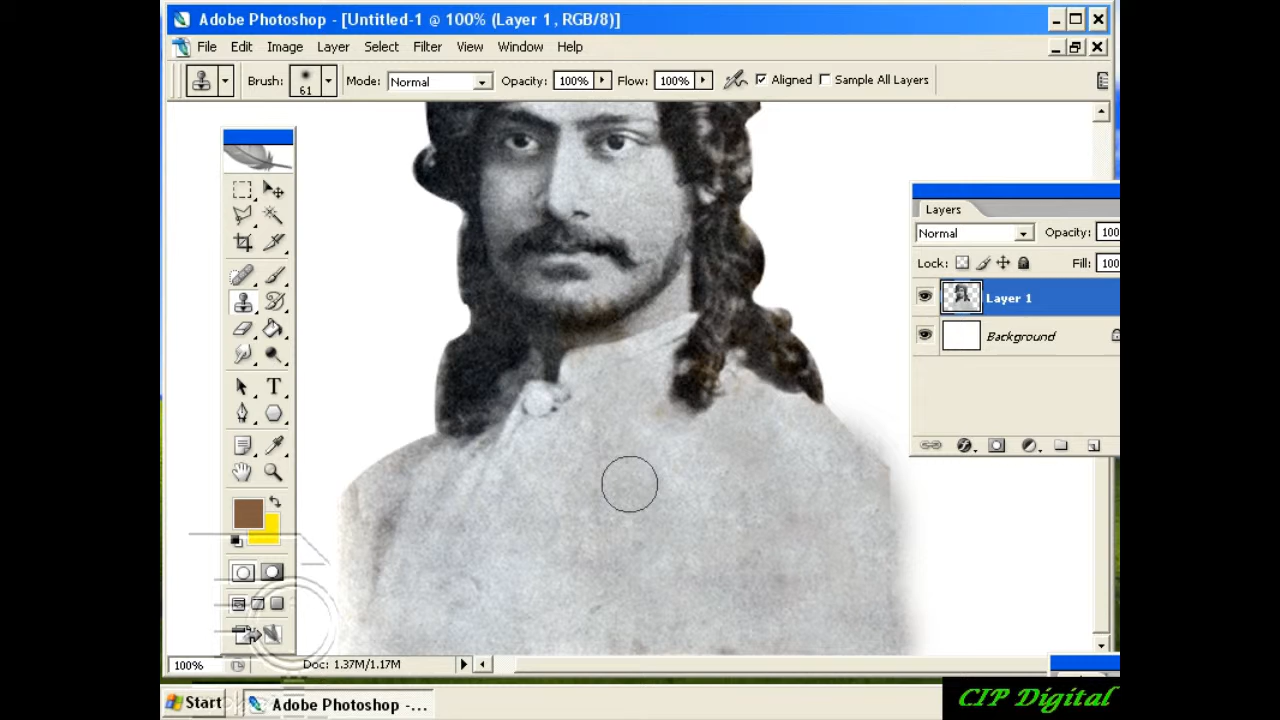 Adobe Photoshop - [Untitled-1 @ 100% (Layer 1, RGB/8)]
File Edit Image Layer Select Filter View Window Help
Brush: 61 Mode: Normal Opacity: 100% Flow: 100% Aligned Sample All Layers
Layers
Normal Opacity: 100
Lock: Fill: 100
Layer 1
Background
T
100% Doc: 1.37M/1.17M
Start Adobe Photoshop -...
CIP Digital